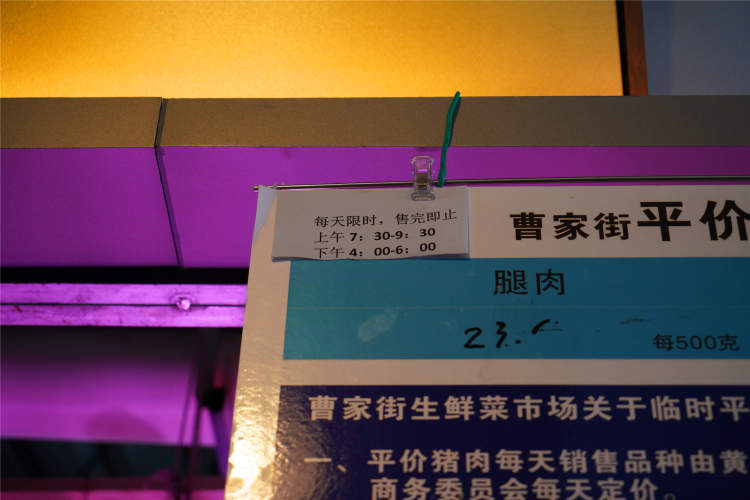 每天限时，售完即止
上午 7：30-9：30
下午 4：00-6：00
曹家街平价
腿肉
23.
每500克
曹家街生鲜菜市场关于临时平
一、平价猪肉每天销售品种由黄
商务委员会每天定价